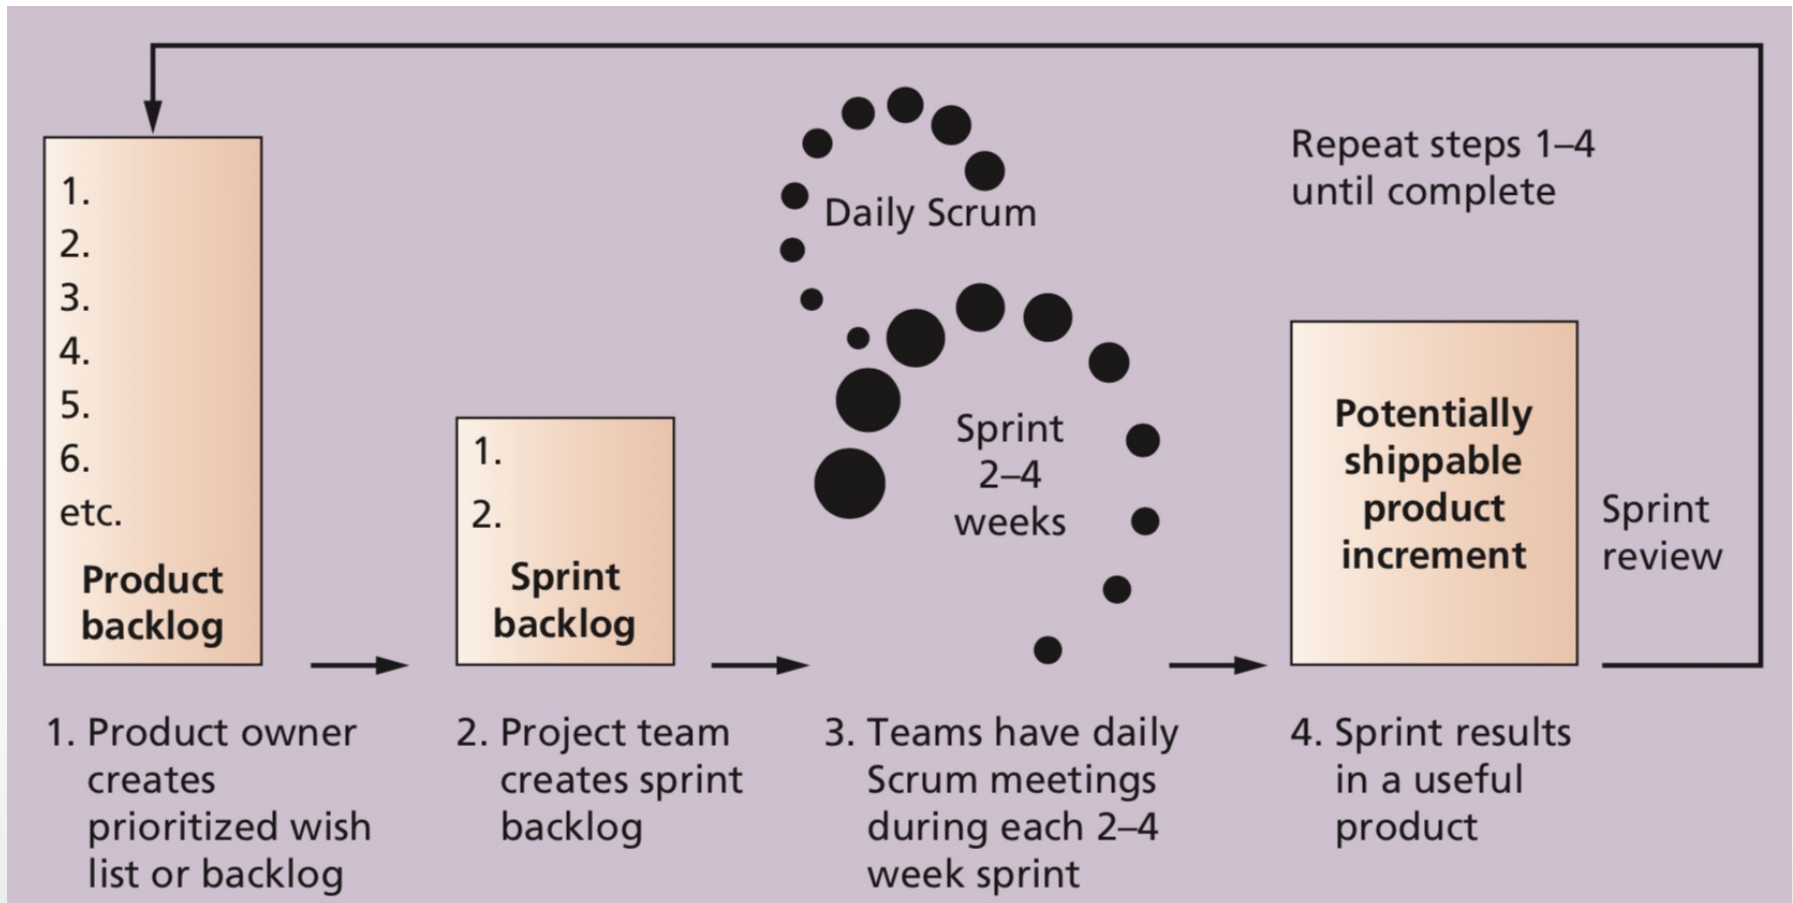 1.
2.
3.
4.
5.
6.
etc.
Product
backlog
1.
2.
Sprint
backlog
Daily Scrum
Sprint
2–4
weeks
Repeat steps 1–4
until complete
Potentially
shippable
product
increment
Sprint
review
1. Product owner
creates
prioritized wish
list or backlog
2. Project team
creates sprint
backlog
3. Teams have daily
Scrum meetings
during each 2–4
week sprint
4. Sprint results
in a useful
product